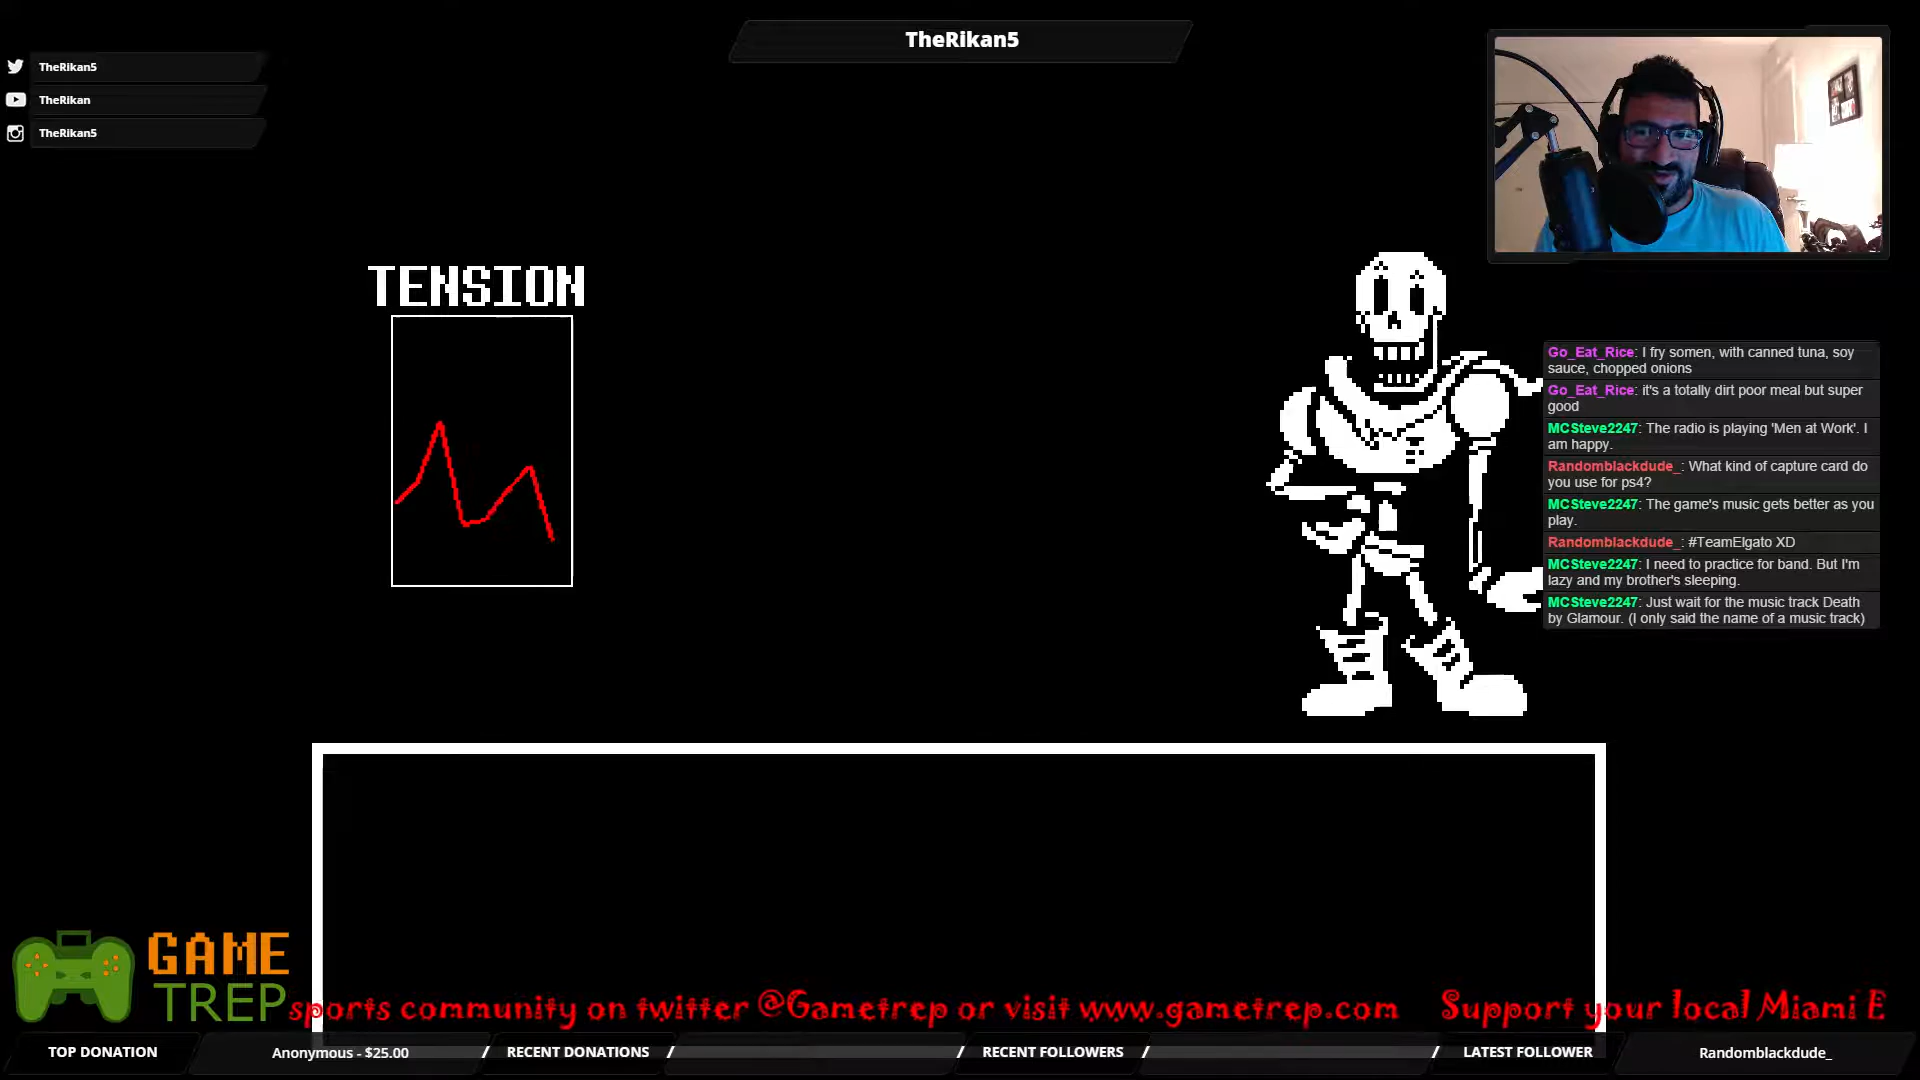 TheRikan5
TheRikan5
TheRikan
TheRikan5
TENSION
Go_Eat_Rice: I fry somen, with canned tuna, soy
sauce, chopped onions
Go_Eat_Rice: it's a totally dirt poor meal but super
good
MCSteve2247: The radio is playing 'Men at Work'. I
am happy.
Randomblackdude_: What kind of capture card do
you use for ps4?
MCSteve2247: The game's music gets better as you
play.
Randomblackdude_: #TeamElgato XD
MCSteve2247: I need to practice for band. But I'm
lazy and my brother's sleeping.
MCSteve2247: Just wait for the music track Death
by Glamour. (I only said the name of a music track)
GAME
TREP
sports community on twitter @Gametrep or visit www.gametrep.com Support your local Miami E
TOP DONATION Anonymous - $25.00 / RECENT DONATIONS / / RECENT FOLLOWERS / / LATEST FOLLOWER Randomblackdude_